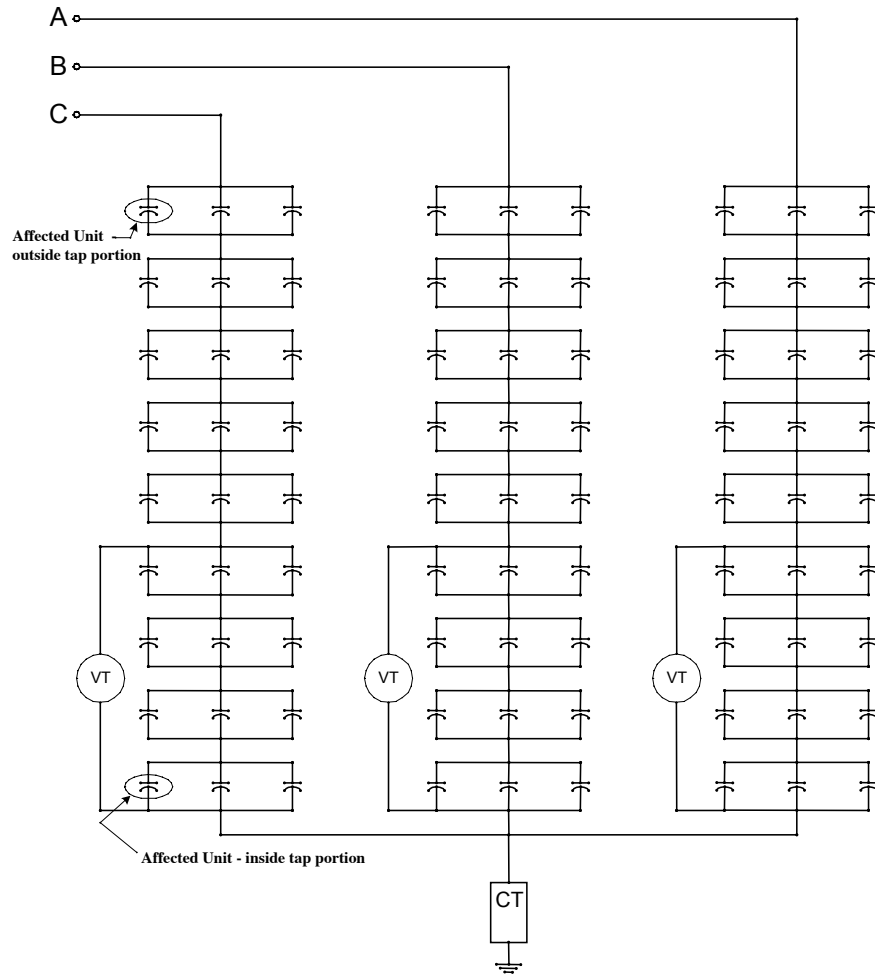 A
B
C
Affected Unit
outside tap portion
VT
VT
VT
Affected Unit - inside tap portion
CT